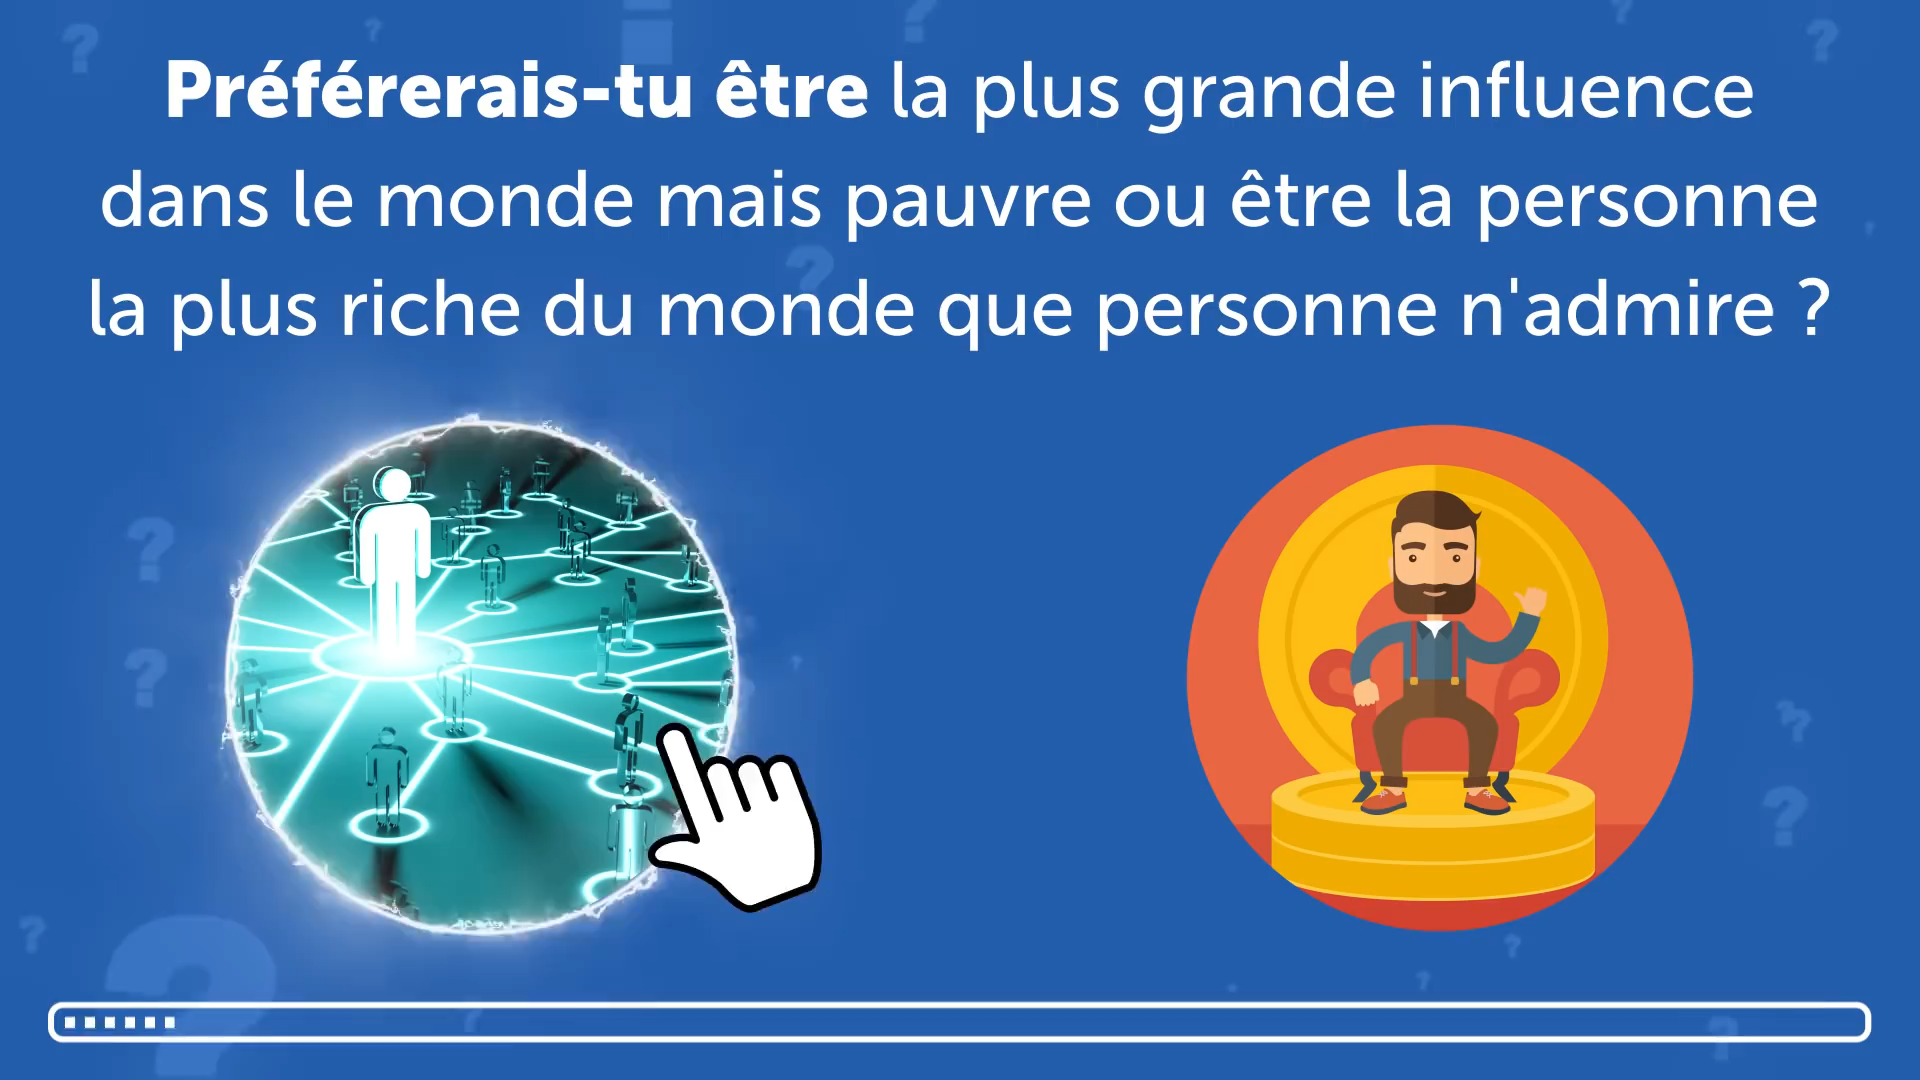 Préférerais-tu être la plus grande influence
dans le monde mais pauvre ou être la personne
la plus riche du monde que personne n'admire ?